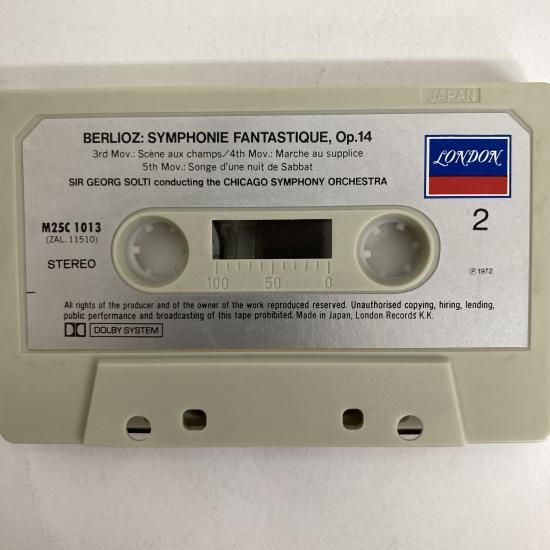 JAPAN
BERLIOZ: SYMPHONIE FANTASTIQUE, Op.14
3rd Mov.: Scène aux champs/4th Mov.: Marche au supplice
5th Mov.: Songe d'une nuit de Sabbat
SIR GEORG SOLTI conducting the CHICAGO SYMPHONY ORCHESTRA
LONDON
M25C 1013
(ZAL. 11510)
2
STEREO
100 50 0
℗ 1972
All rights of the producer and of the owner of the work reproduced reserved. Unauthorised copying, hiring, lending,
public performance and broadcasting of this tape prohibited. Made in Japan, London Records K.K.
DOLBY SYSTEM